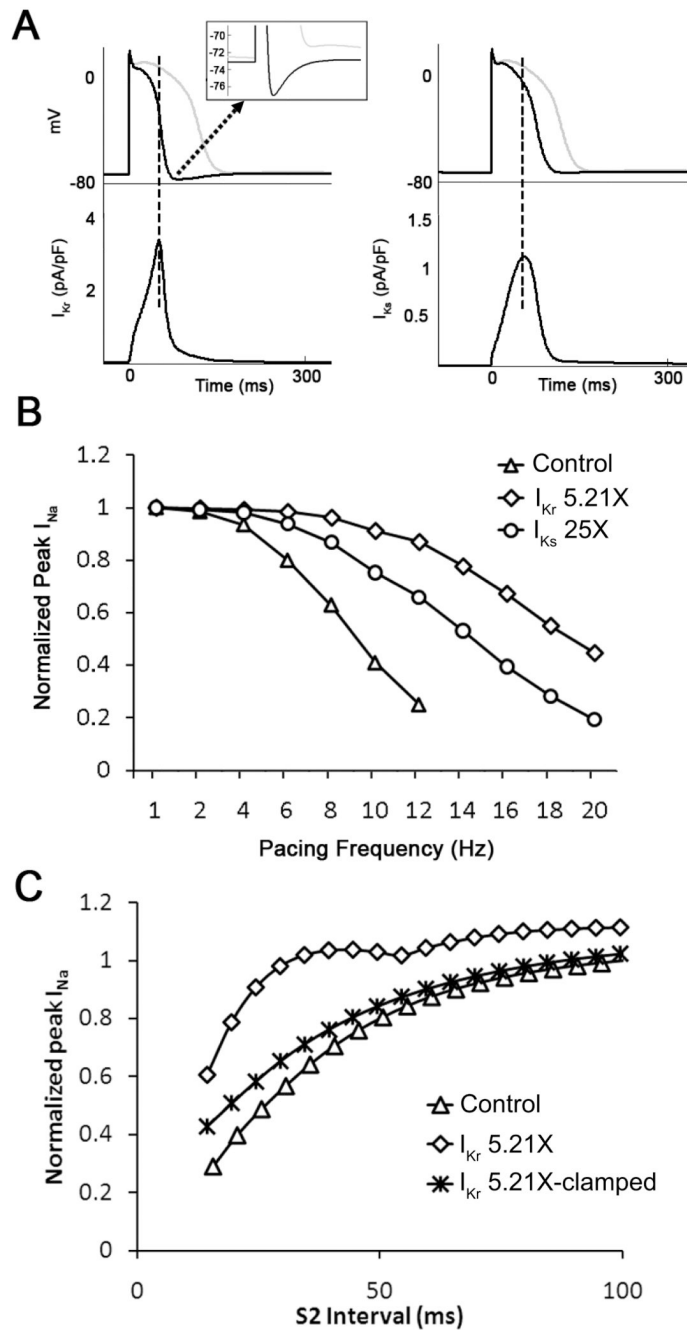 A
-70
-72
-74
-76
0
mV
-80
4
I_Kr (pA/pF)
2
0
Time (ms)
300
0
-80
1.5
I_Ks (pA/pF)
1
0.5
0
Time (ms)
300
B
Normalized Peak I_Na
1.2
1
0.8
0.6
0.4
0.2
0
Control
I_Kr 5.21X
I_Ks 25X
1 2 4 6 8 10 12 14 16 18 20
Pacing Frequency (Hz)
C
Normalized peak I_Na
1.2
1
0.8
0.6
0.4
0.2
0
Control
I_Kr 5.21X
I_Kr 5.21X-clamped
0 50 100
S2 Interval (ms)